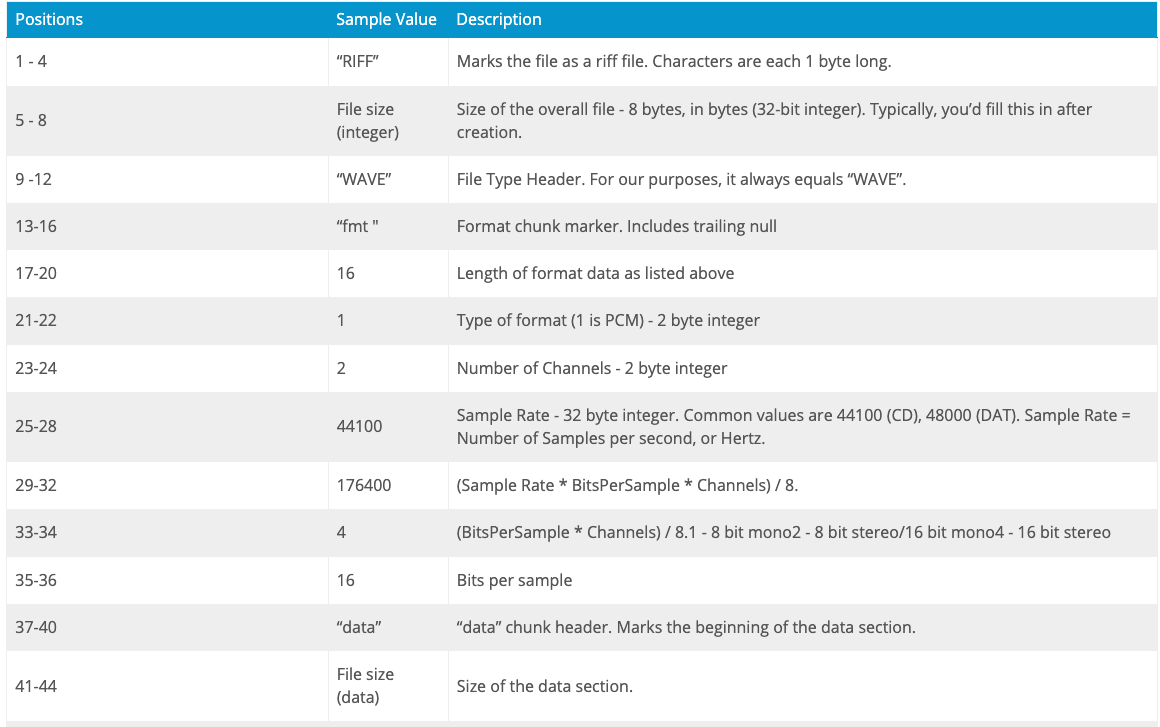 Positions Sample Value Description
1 - 4 “RIFF” Marks the file as a riff file. Characters are each 1 byte long.
5 - 8 File size (integer) Size of the overall file - 8 bytes, in bytes (32-bit integer). Typically, you’d fill this in after
creation.
9 -12 “WAVE” File Type Header. For our purposes, it always equals “WAVE”.
13-16 “fmt " Format chunk marker. Includes trailing null
17-20 16 Length of format data as listed above
21-22 1 Type of format (1 is PCM) - 2 byte integer
23-24 2 Number of Channels - 2 byte integer
25-28 44100 Sample Rate - 32 byte integer. Common values are 44100 (CD), 48000 (DAT). Sample Rate =
Number of Samples per second, or Hertz.
29-32 176400 (Sample Rate * BitsPerSample * Channels) / 8.
33-34 4 (BitsPerSample * Channels) / 8.1 - 8 bit mono2 - 8 bit stereo/16 bit mono4 - 16 bit stereo
35-36 16 Bits per sample
37-40 “data” “data” chunk header. Marks the beginning of the data section.
41-44 File size (data) Size of the data section.